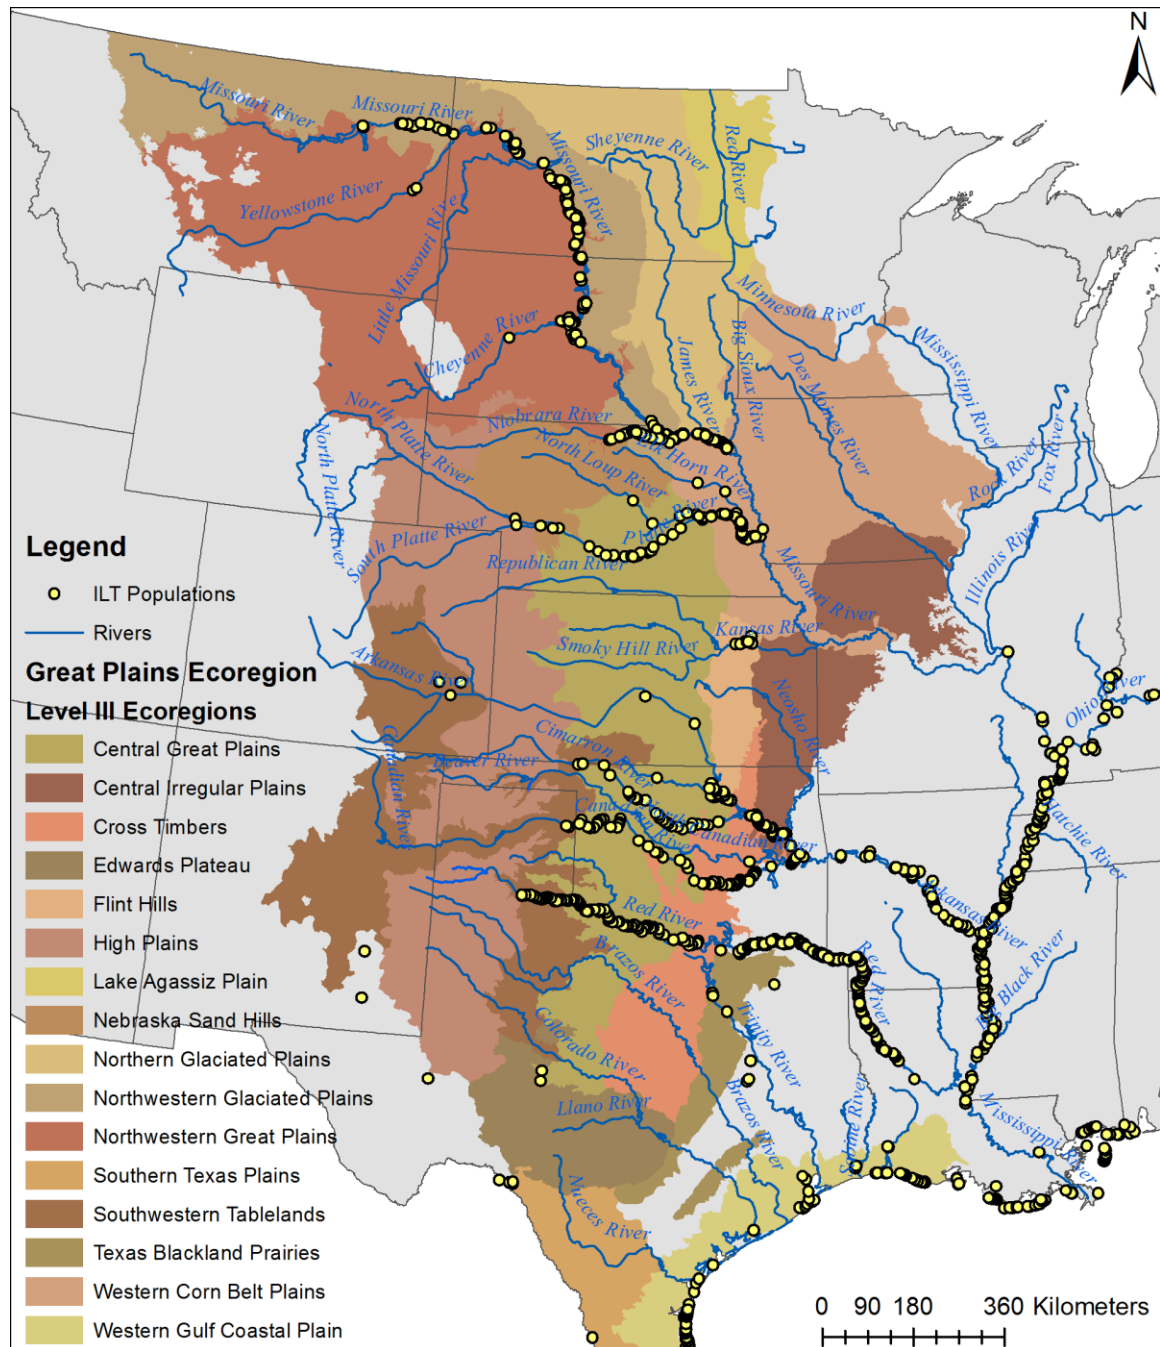 N
Missouri River
Missouri River
Missouri River
Sheyenne River
Red River
Yellowstone River
Little Missouri River
Minnesota River
Mississippi River
Cheyenne River
James River
Big Sioux River
Des Moines River
North Platte River
Niobrara River
North Loup River
Elk Horn River
Rock River
Fox River
North Platte River
South Platte River
Platte River
Illinois River
Republican River
Missouri River
Kansas River
Smoky Hill River
Arkansas River
Neosho River
Ohio River
Canadian River
Beaver River
Cimarron River
Canadian River
North Canadian River
Hatchie River
Red River
Arkansas River
Brazos River
Red River
Big Black River
Colorado River
Trinity River
Llano River
Brazos River
Sabine River
Mississippi River
Nueces River
Legend
ILT Populations
Rivers
Great Plains Ecoregion
Level III Ecoregions
Central Great Plains
Central Irregular Plains
Cross Timbers
Edwards Plateau
Flint Hills
High Plains
Lake Agassiz Plain
Nebraska Sand Hills
Northern Glaciated Plains
Northwestern Glaciated Plains
Northwestern Great Plains
Southern Texas Plains
Southwestern Tablelands
Texas Blackland Prairies
Western Corn Belt Plains
Western Gulf Coastal Plain
0 90 180 360 Kilometers